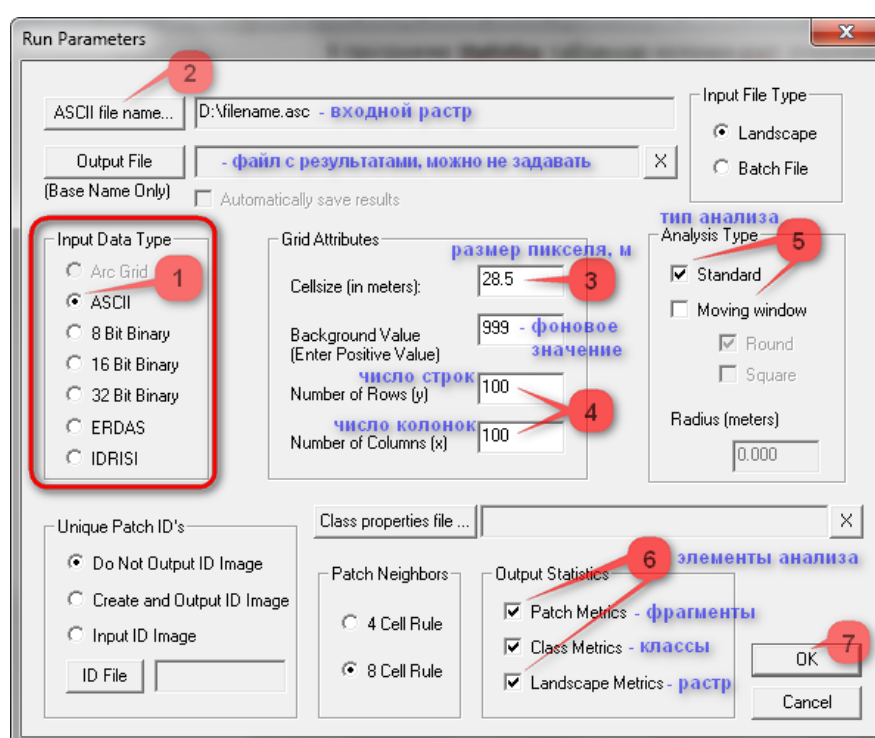 Run Parameters
2
ASCII file name...
D:\filename.asc - входной растр
Input File Type
Landscape
Batch File
Output File
- файл с результатами, можно не задавать
X
(Base Name Only)
Automatically save results
Input Data Type
Arc Grid
1
ASCII
8 Bit Binary
16 Bit Binary
32 Bit Binary
ERDAS
IDRISI
Grid Attributes
размер пикселя, м
Cellsize (in meters):
28.5
3
Background Value
(Enter Positive Value)
999 - фоновое
значение
число строк
Number of Rows (y)
100
4
число колонок
Number of Columns (x)
100
тип анализа
Analysis Type
5
Standard
Moving window
Round
Square
Radius (meters)
0.000
Unique Patch ID's
Do Not Output ID Image
Create and Output ID Image
Input ID Image
ID File
Class properties file ...
X
Patch Neighbors
4 Cell Rule
8 Cell Rule
6
элементы анализа
Output Statistics
Patch Metrics - фрагменты
Class Metrics - классы
Landscape Metrics - растр
7
OK
Cancel